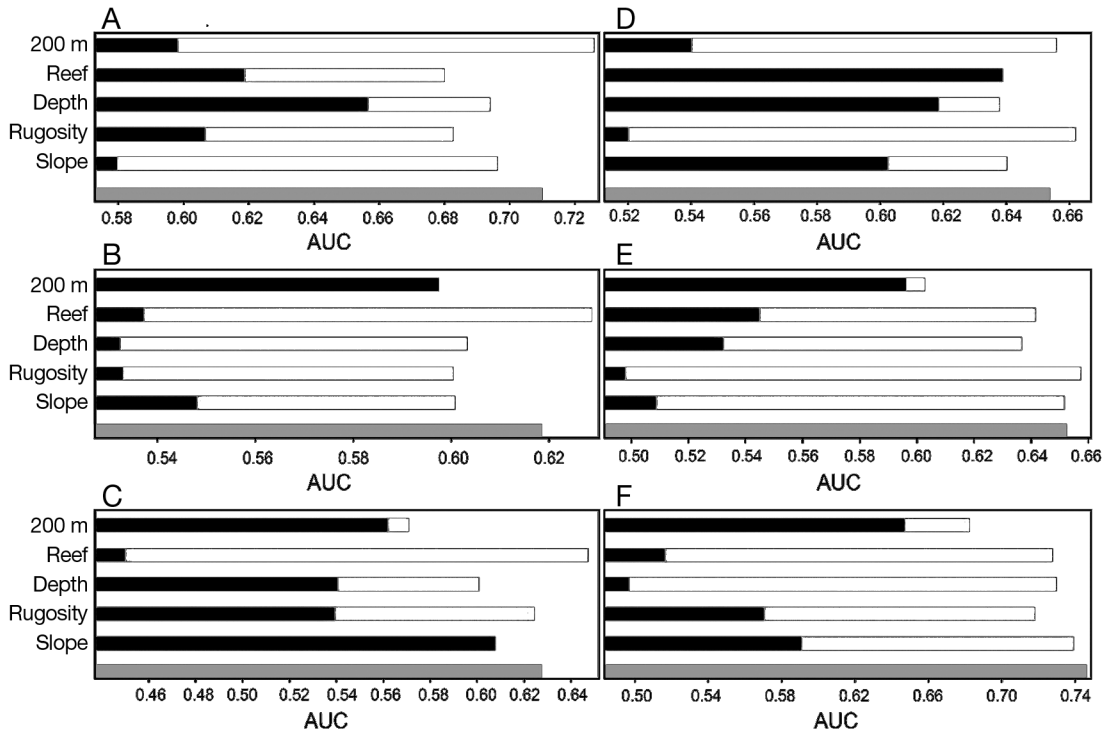 A
200 m
Reef
Depth
Rugosity
Slope
0.58 0.60 0.62 0.64 0.66 0.68 0.70 0.72
AUC
D
0.52 0.54 0.56 0.58 0.60 0.62 0.64 0.66
AUC
B
200 m
Reef
Depth
Rugosity
Slope
0.54 0.56 0.58 0.60 0.62
AUC
E
0.50 0.52 0.54 0.56 0.58 0.60 0.62 0.64 0.66
AUC
C
200 m
Reef
Depth
Rugosity
Slope
0.46 0.48 0.50 0.52 0.54 0.56 0.58 0.60 0.62 0.64
AUC
F
0.50 0.54 0.58 0.62 0.66 0.70 0.74
AUC